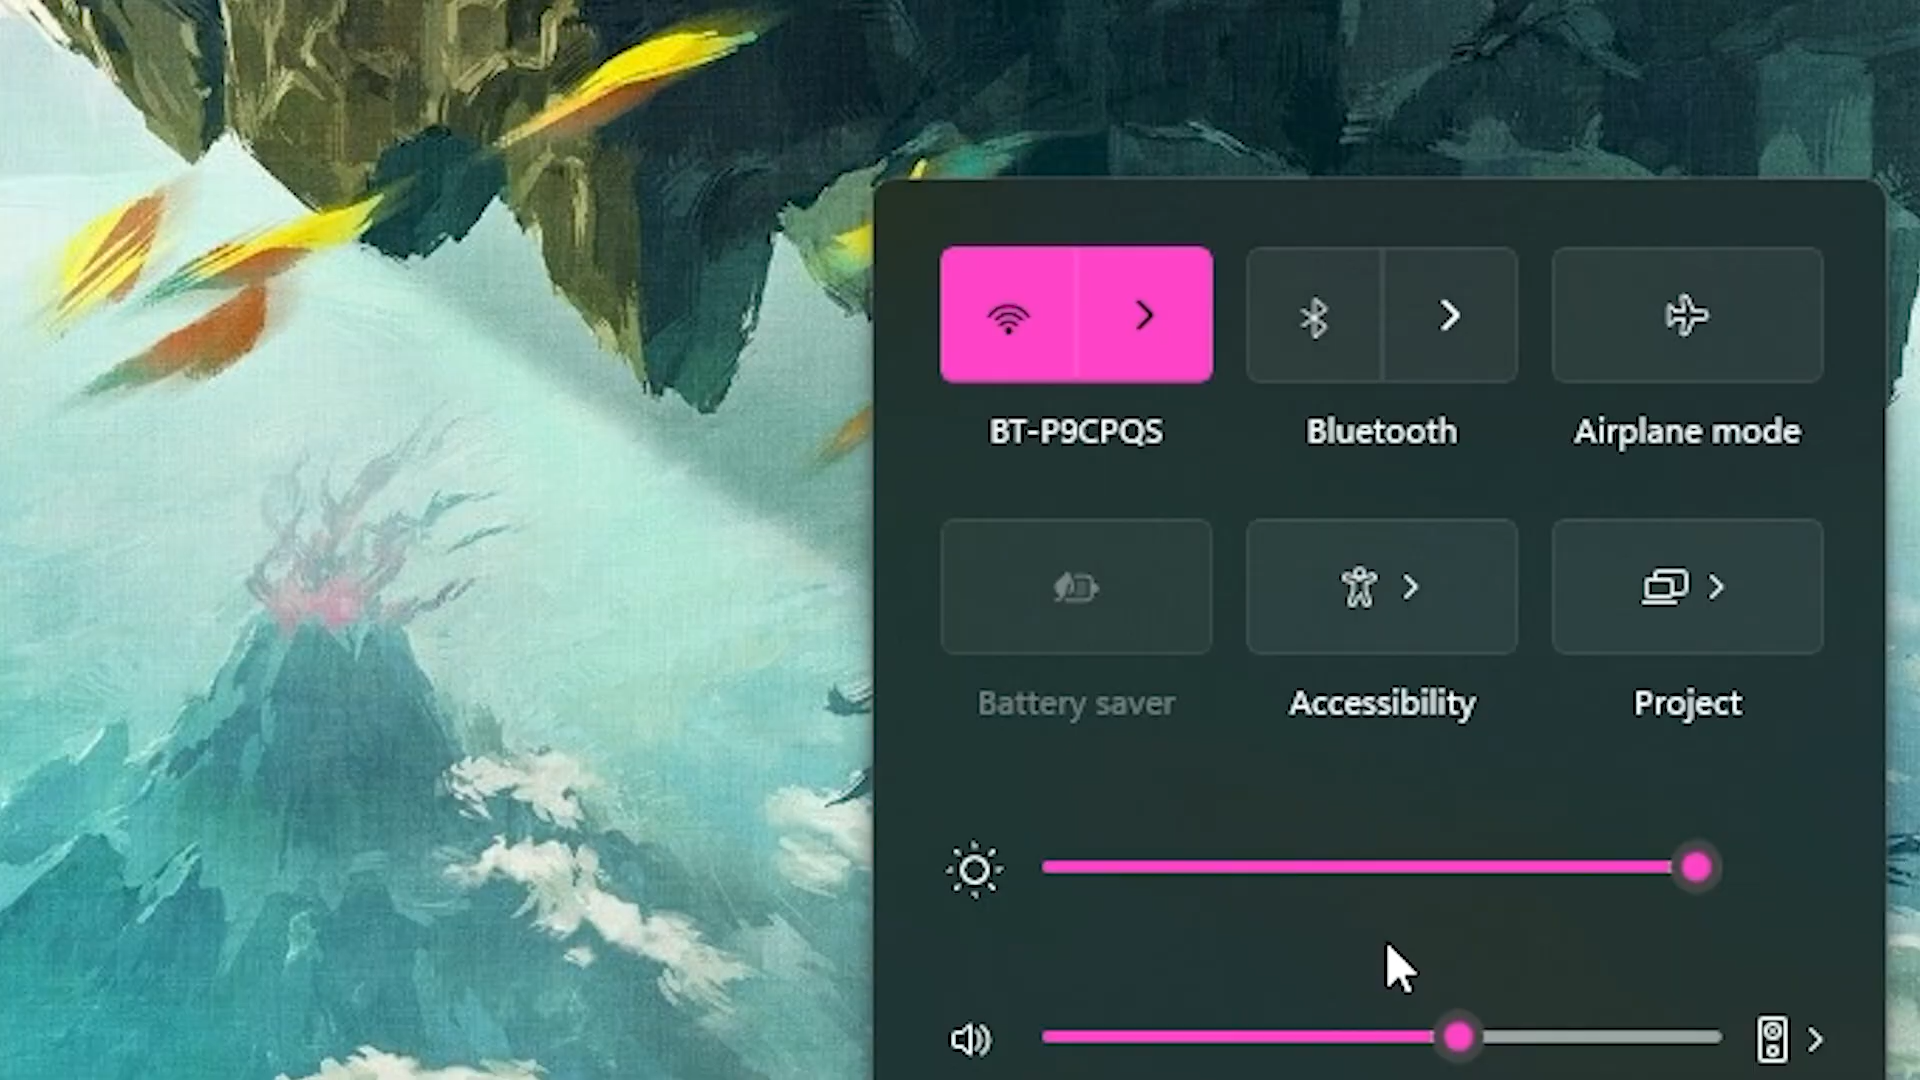 BT-P9CPQS
Bluetooth
Airplane mode
Battery saver
Accessibility
Project